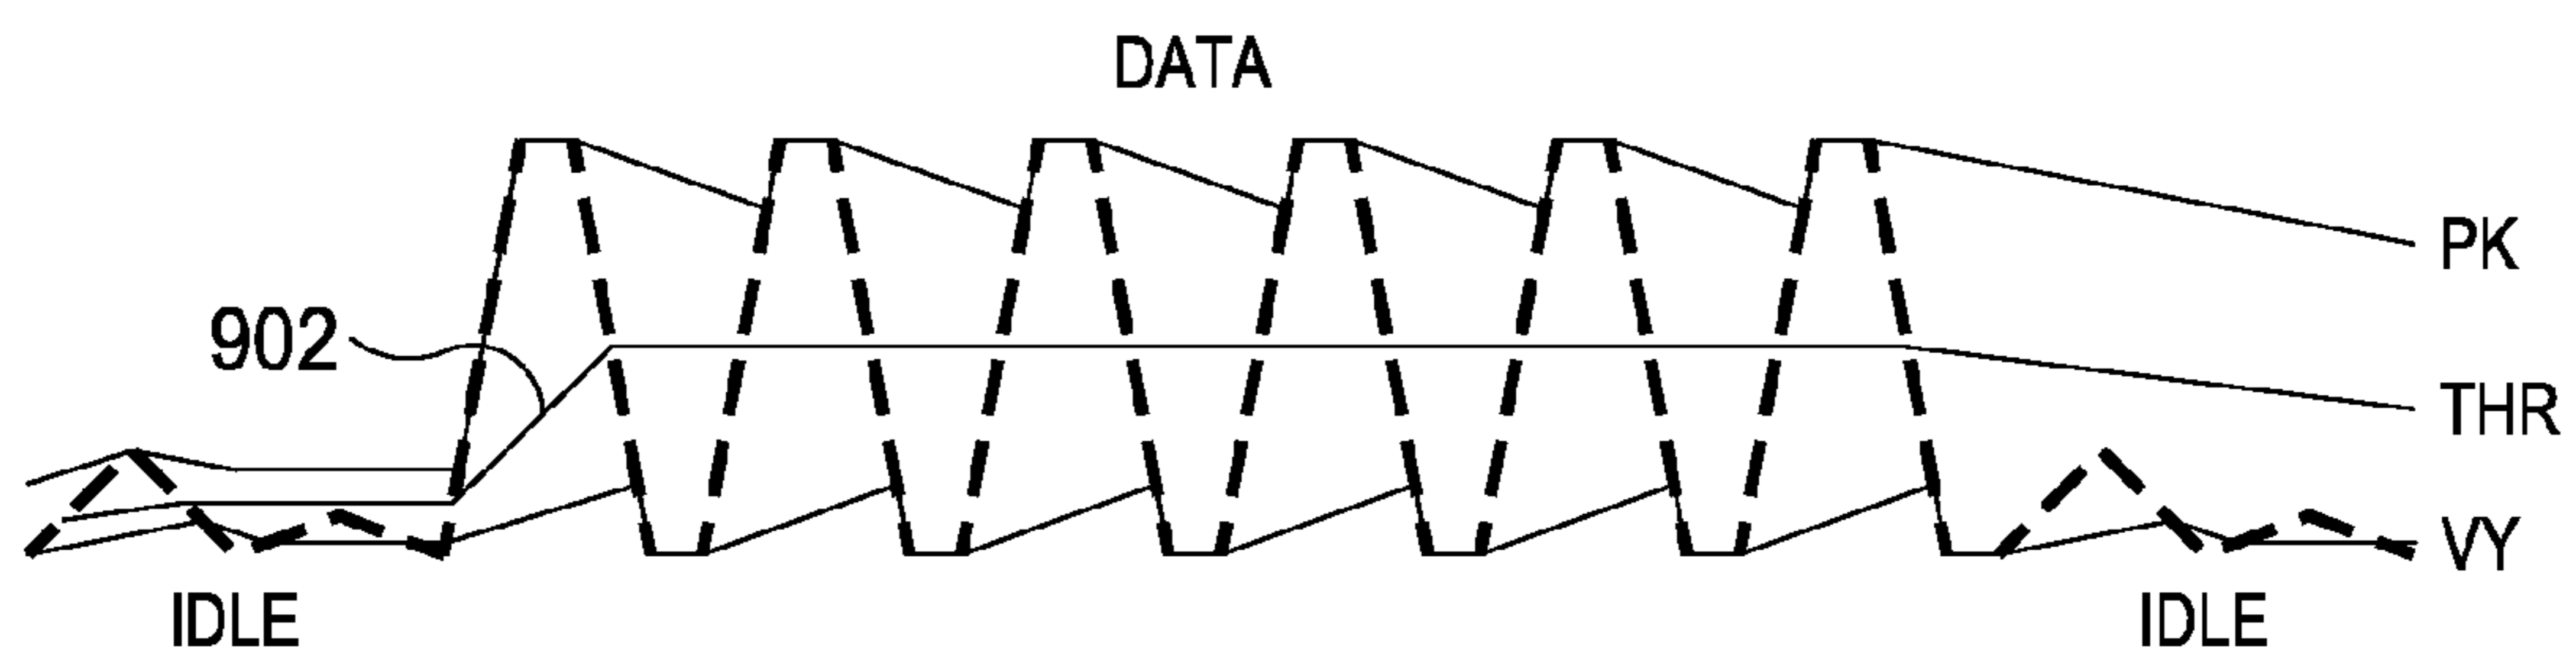 DATA
PK
902
THR
VY
IDLE
IDLE